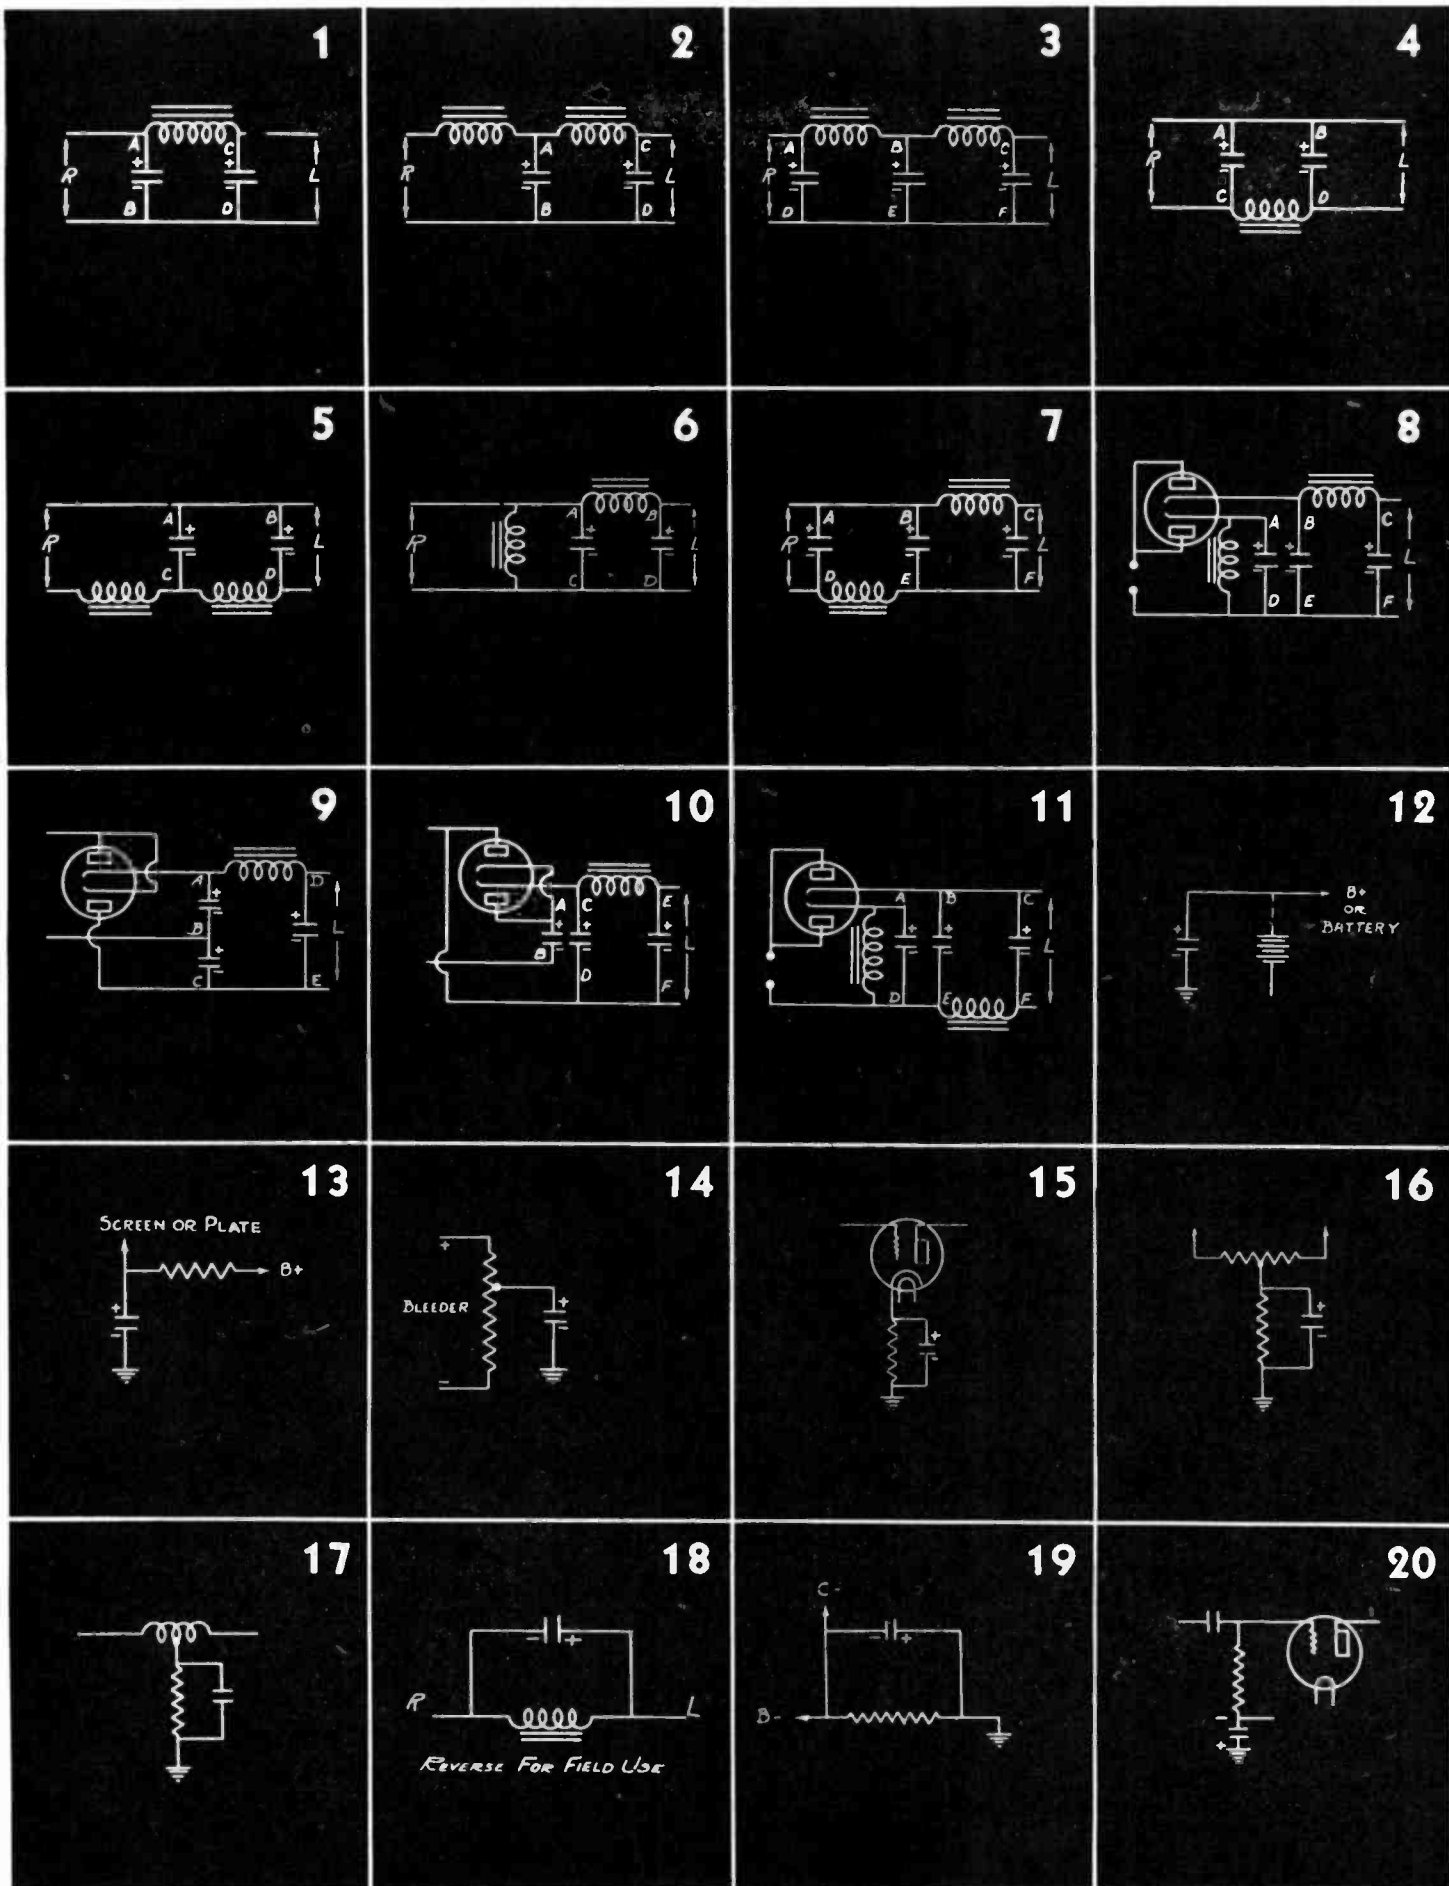 1
A C
+ +
R L
- -
B D
2
A C
+ +
R L
- -
B D
3
A B C
+ + +
R L
- - -
D E F
4
A B
+ +
R L
- -
C D
5
A B
+ +
R L
- -
C D
6
A B
+ +
R L
- -
C D
7
A B C
+ + +
R L
- - -
D E F
8
A B C
+ + +
L
- - -
D E F
9
A D
+ +
B L
- -
+
-
C E
10
A C E
+ + +
L
- - -
B
D F
11
A B C
+ + +
L
- - -
D E F
12
B+
OR
BATTERY
+
-
13
SCREEN OR PLATE
B+
+
-
14
+
BLEEDER
+
-
-
15
+
-
16
+
-
17
18
- +
R L
REVERSE FOR FIELD USE
19
C-
- +
B-
20
-
+